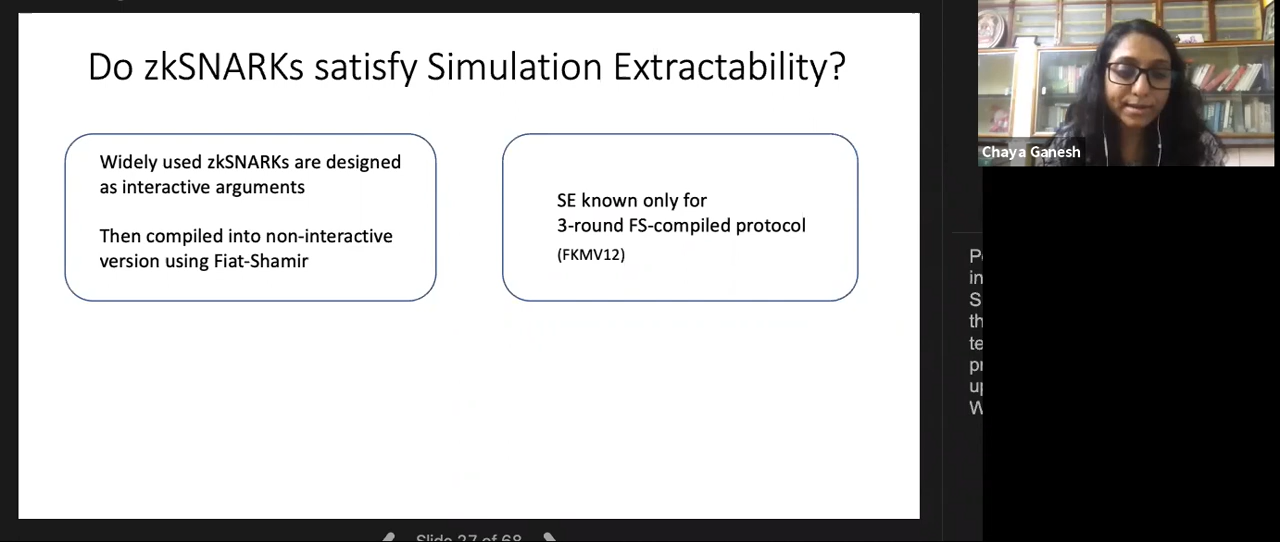 Do zkSNARKs satisfy Simulation Extractability?
Widely used zkSNARKs are designed
as interactive arguments
Then compiled into non-interactive
version using Fiat-Shamir
SE known only for
3-round FS-compiled protocol
(FKMV12)
Chaya Ganesh
Slide 27 of 68